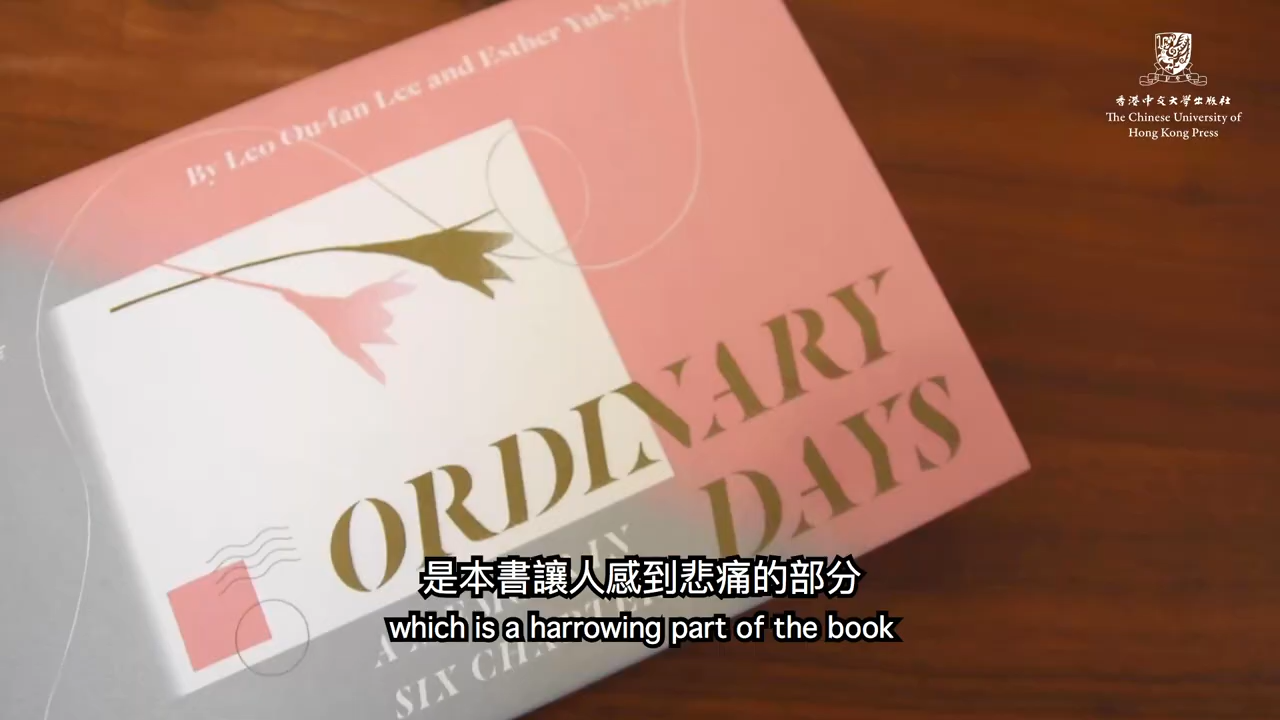 By Leo Ou-fan Lee and Esther Yuk-ying
香港中文大學出版社
The Chinese University of
Hong Kong Press
ORDINARY
DAYS
是本書讓人感到悲痛的部分
which is a harrowing part of the book
SIX